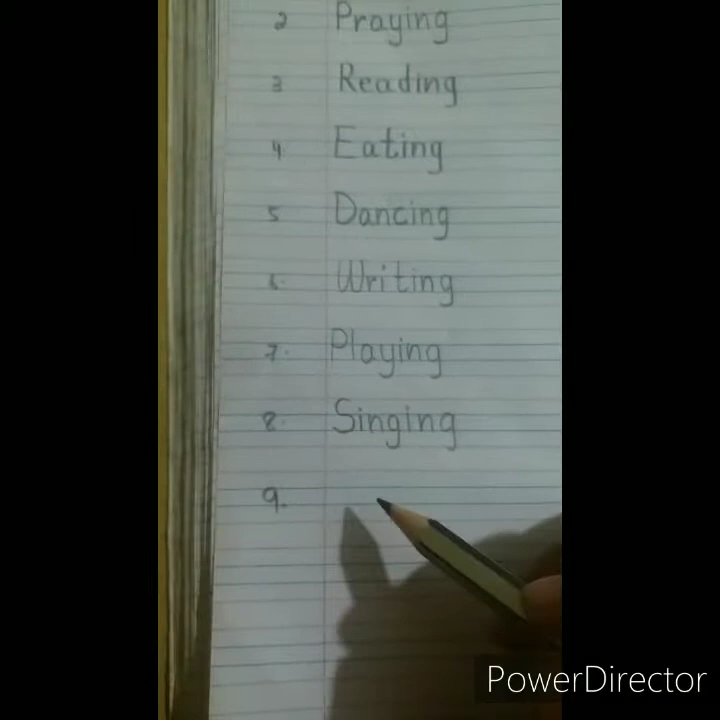 2 Praying
3 Reading
4 Eating
5 Dancing
6. Writing
7. Playing
8. Singing
9.
PowerDirector